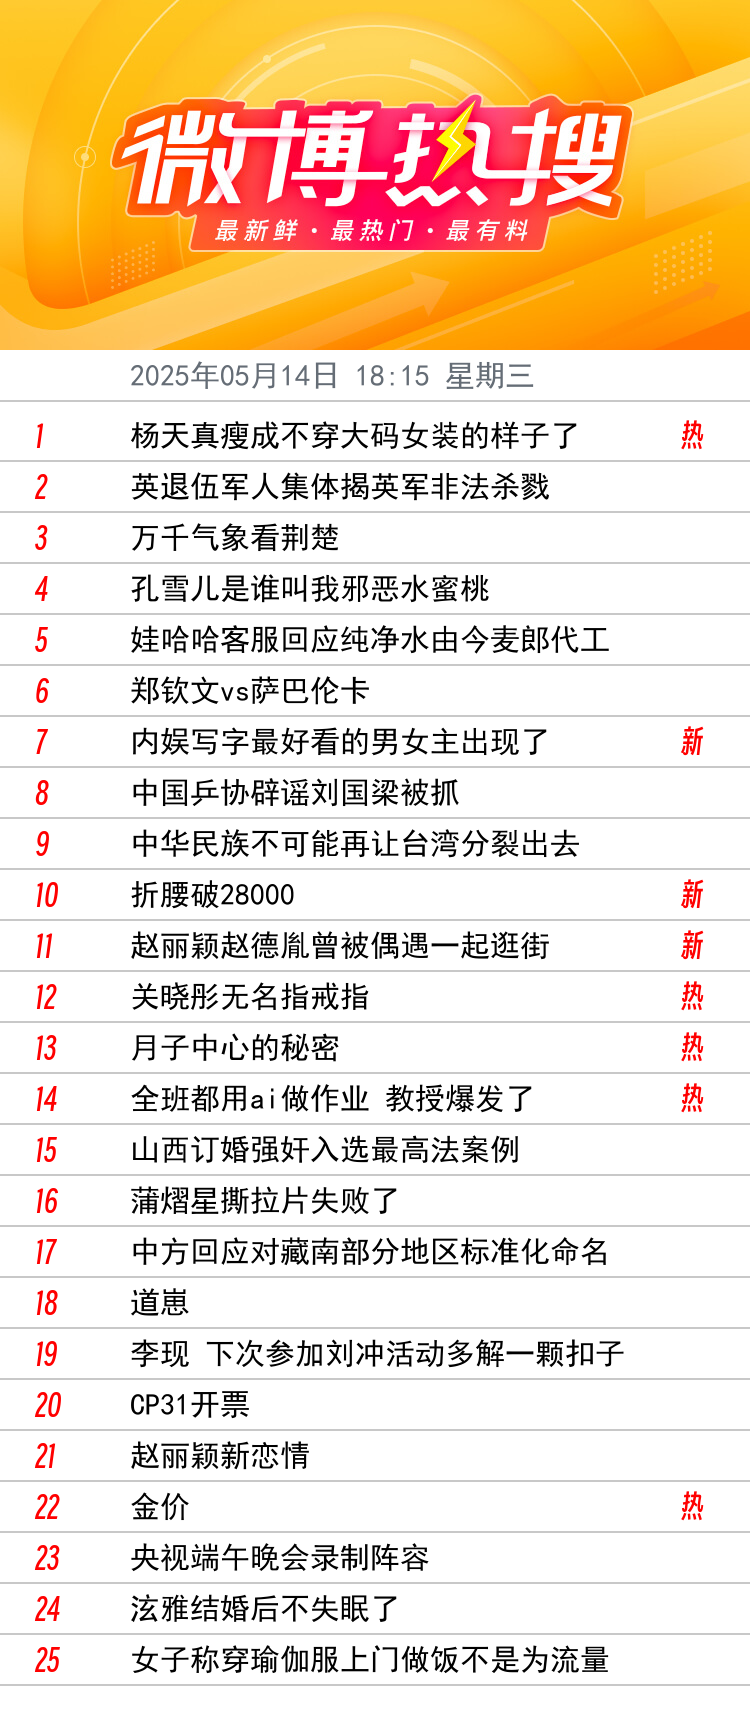 微博热搜
最新鲜·最热门·最有料
2025年05月14日 18:15 星期三
1 杨天真瘦成不穿大码女装的样子了 热
2 英退伍军人集体揭英军非法杀戮
3 万千气象看荆楚
4 孔雪儿是谁叫我邪恶水蜜桃
5 娃哈哈客服回应纯净水由今麦郎代工
6 郑钦文vs萨巴伦卡
7 内娱写字最好看的男女主出现了 新
8 中国乒协辟谣刘国梁被抓
9 中华民族不可能再让台湾分裂出去
10 折腰破28000 新
11 赵丽颖赵德胤曾被偶遇一起逛街 新
12 关晓彤无名指戒指 热
13 月子中心的秘密 热
14 全班都用ai做作业 教授爆发了 热
15 山西订婚强奸入选最高法案例
16 蒲熠星撕拉片失败了
17 中方回应对藏南部分地区标准化命名
18 道崽
19 李现 下次参加刘冲活动多解一颗扣子
20 CP31开票
21 赵丽颖新恋情
22 金价 热
23 央视端午晚会录制阵容
24 泫雅结婚后不失眠了
25 女子称穿瑜伽服上门做饭不是为流量